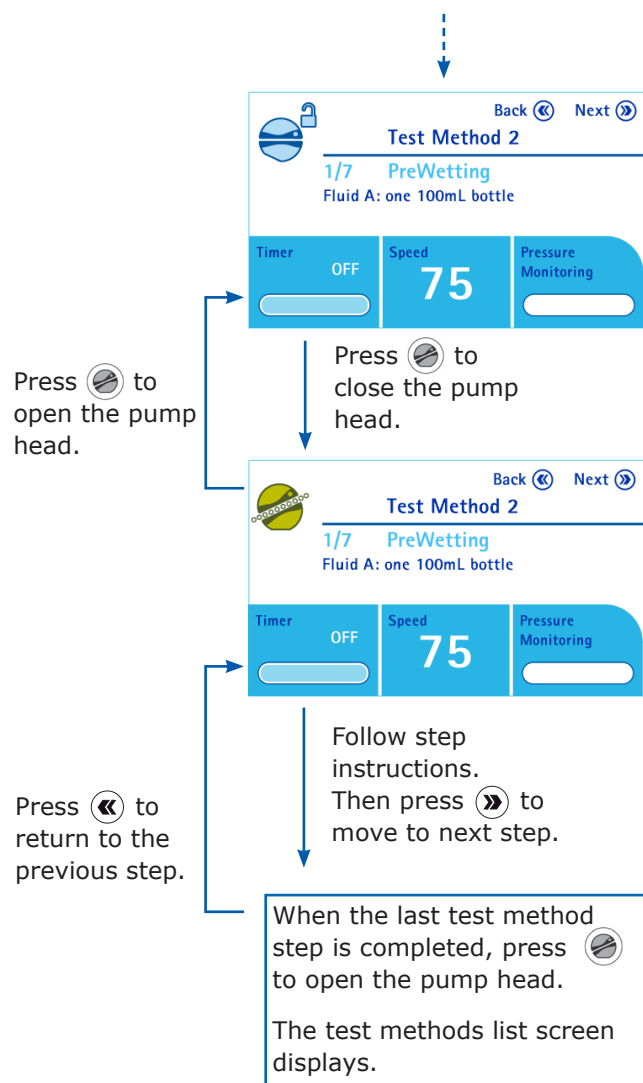 Back Next
Test Method 2
1/7 PreWetting
Fluid A: one 100mL bottle
Timer
OFF
Speed
75
Pressure
Monitoring
Press to
open the pump
head.
Press to
close the pump
head.
Back Next
Test Method 2
1/7 PreWetting
Fluid A: one 100mL bottle
Timer
OFF
Speed
75
Pressure
Monitoring
Press to
return to the
previous step.
Follow step
instructions.
Then press to
move to next step.
When the last test method
step is completed, press
to open the pump head.
The test methods list screen
displays.